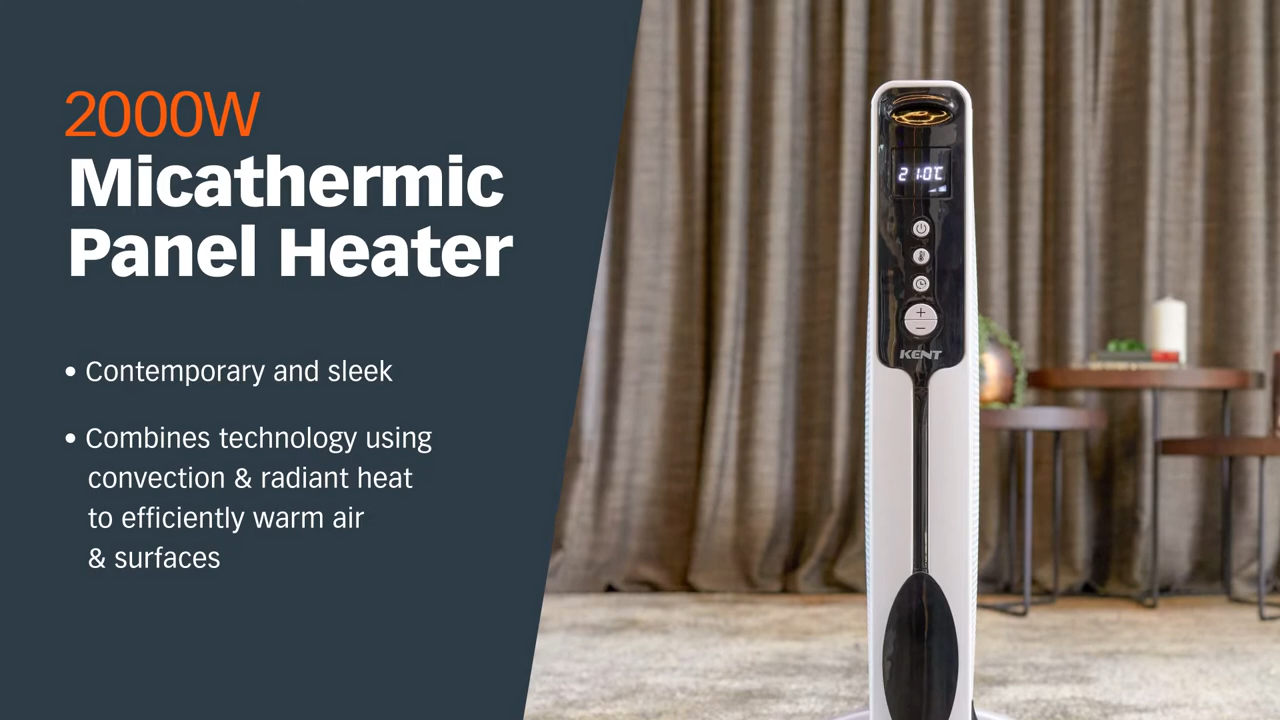 2000W
Micathermic
Panel Heater
• Contemporary and sleek
• Combines technology using
convection & radiant heat
to efficiently warm air
& surfaces
21.0℃
+
−
KENT